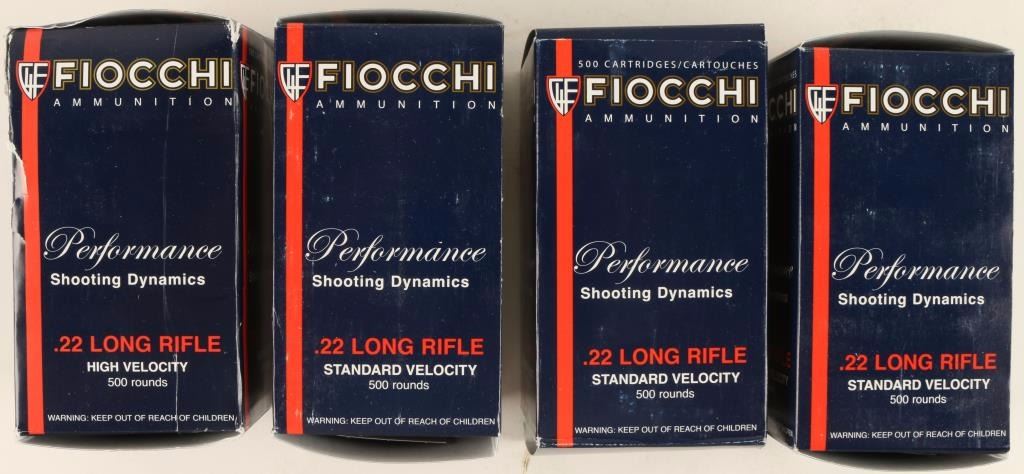 FIOCCHI
AMMUNITION
Performance
Shooting Dynamics
.22 LONG RIFLE
HIGH VELOCITY
500 rounds
WARNING: KEEP OUT OF REACH OF CHILDREN
FIOCCHI
AMMUNITION
Performance
Shooting Dynamics
.22 LONG RIFLE
STANDARD VELOCITY
500 rounds
WARNING: KEEP OUT OF REACH OF CHILDREN
500 CARTRIDGES/CARTOUCHES
FIOCCHI
AMMUNITION
Performance
Shooting Dynamics
.22 LONG RIFLE
STANDARD VELOCITY
500 rounds
WARNING: KEEP OUT OF REACH OF CHILDREN
FIOCCHI
AMMUNITION
Performance
Shooting Dynamics
.22 LONG RIFLE
STANDARD VELOCITY
500 rounds
WARNING: KEEP OUT OF REACH OF CHILDREN